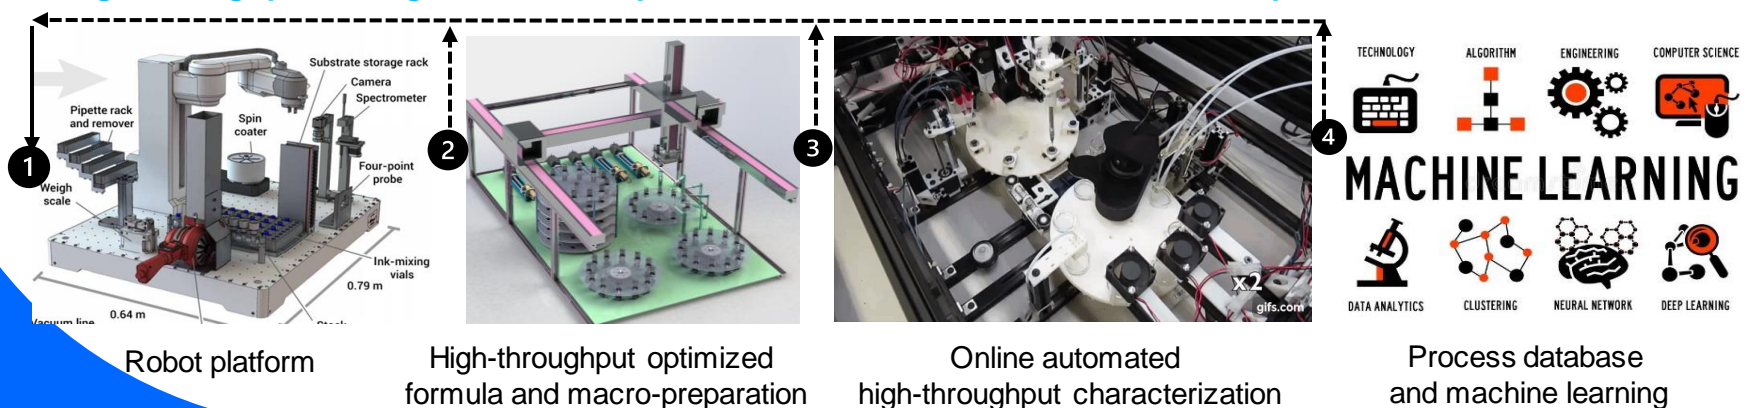 1
2
3
4
Substrate storage rack
Camera
Spectrometer
Pipette rack
and remover
Spin
coater
Four-point
probe
Weigh
scale
Ink-mixing
vials
0.79 m
0.64 m
Vacuum line
Stock
x2
gifs.com
TECHNOLOGY
ALGORITHM
ENGINEERING
COMPUTER SCIENCE
MACHINE LEARNING
DATA ANALYTICS
CLUSTERING
NEURAL NETWORK
DEEP LEARNING
Robot platform
High-throughput optimized
formula and macro-preparation
Online automated
high-throughput characterization
Process database
and machine learning